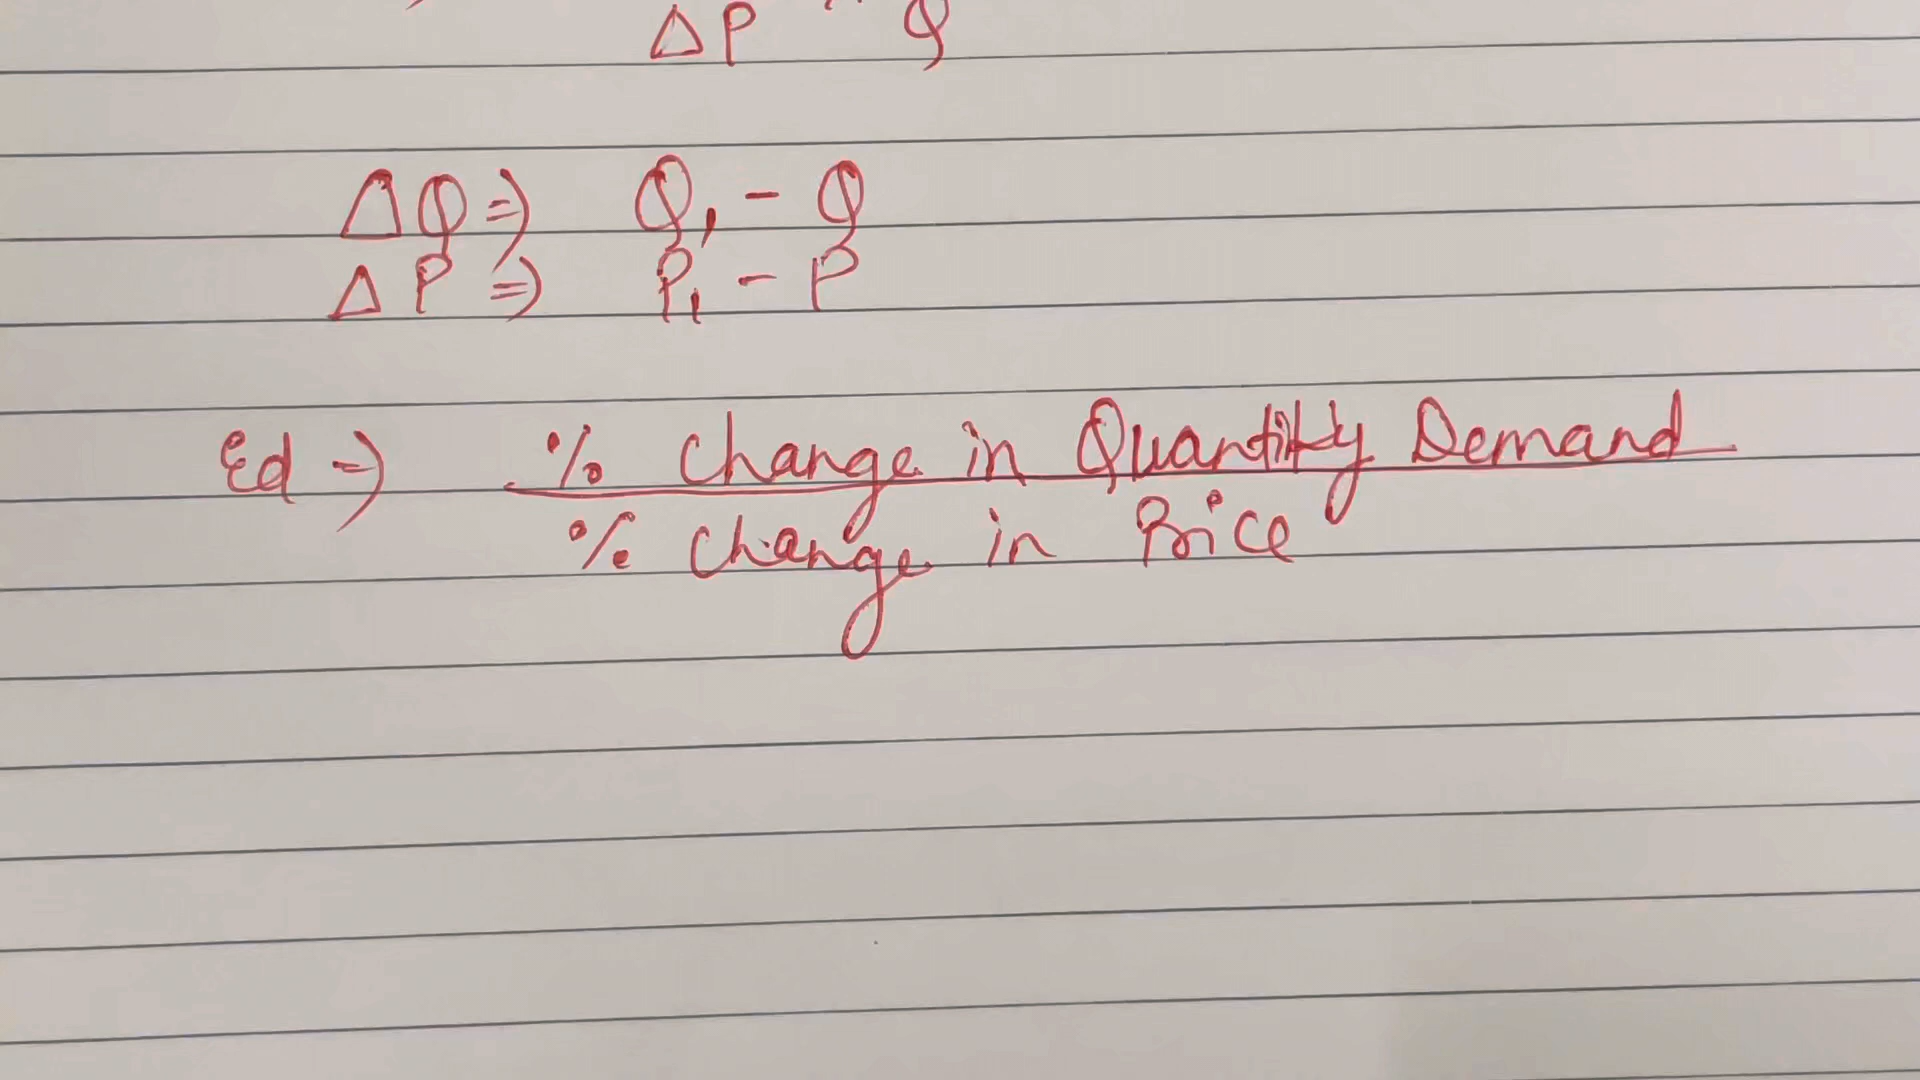 ΔP Q
ΔQ ⇒ Q₁ - Q
ΔP ⇒ P₁ - P
Ed ⇒ % Change in Quantity Demand
% Change in Price